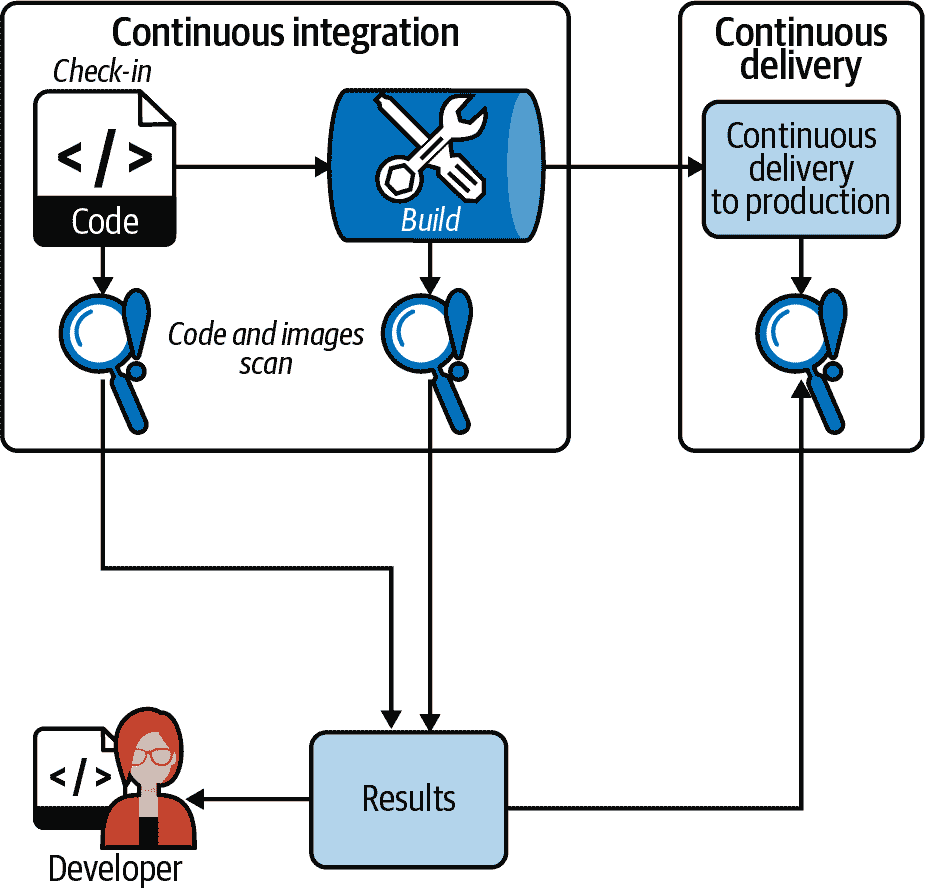 Continuous integration
Check-in
</>
Code
Build
Code and images
scan
Continuous
delivery
Continuous
delivery
to production
</>
Developer
Results